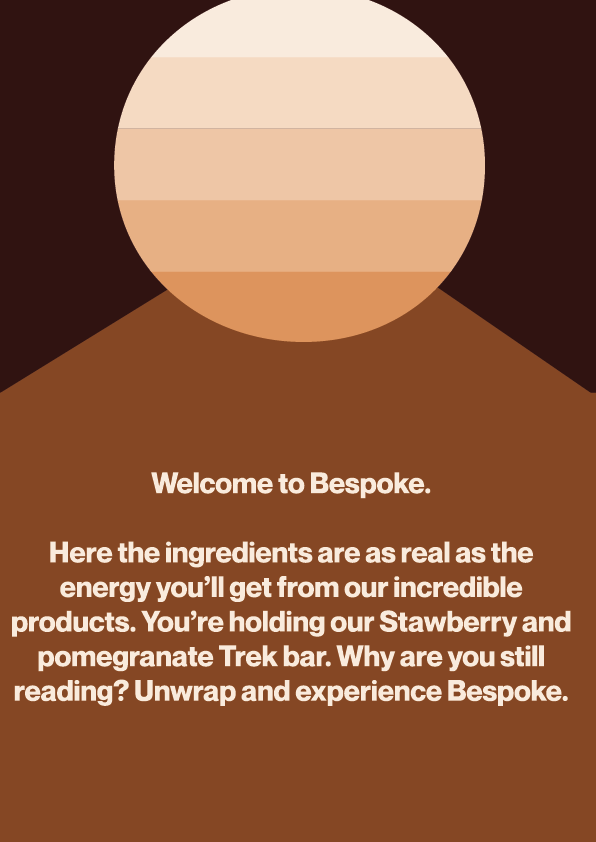 Welcome to Bespoke.
Here the ingredients are as real as the
energy you’ll get from our incredible
products. You’re holding our Stawberry and
pomegranate Trek bar. Why are you still
reading? Unwrap and experience Bespoke.